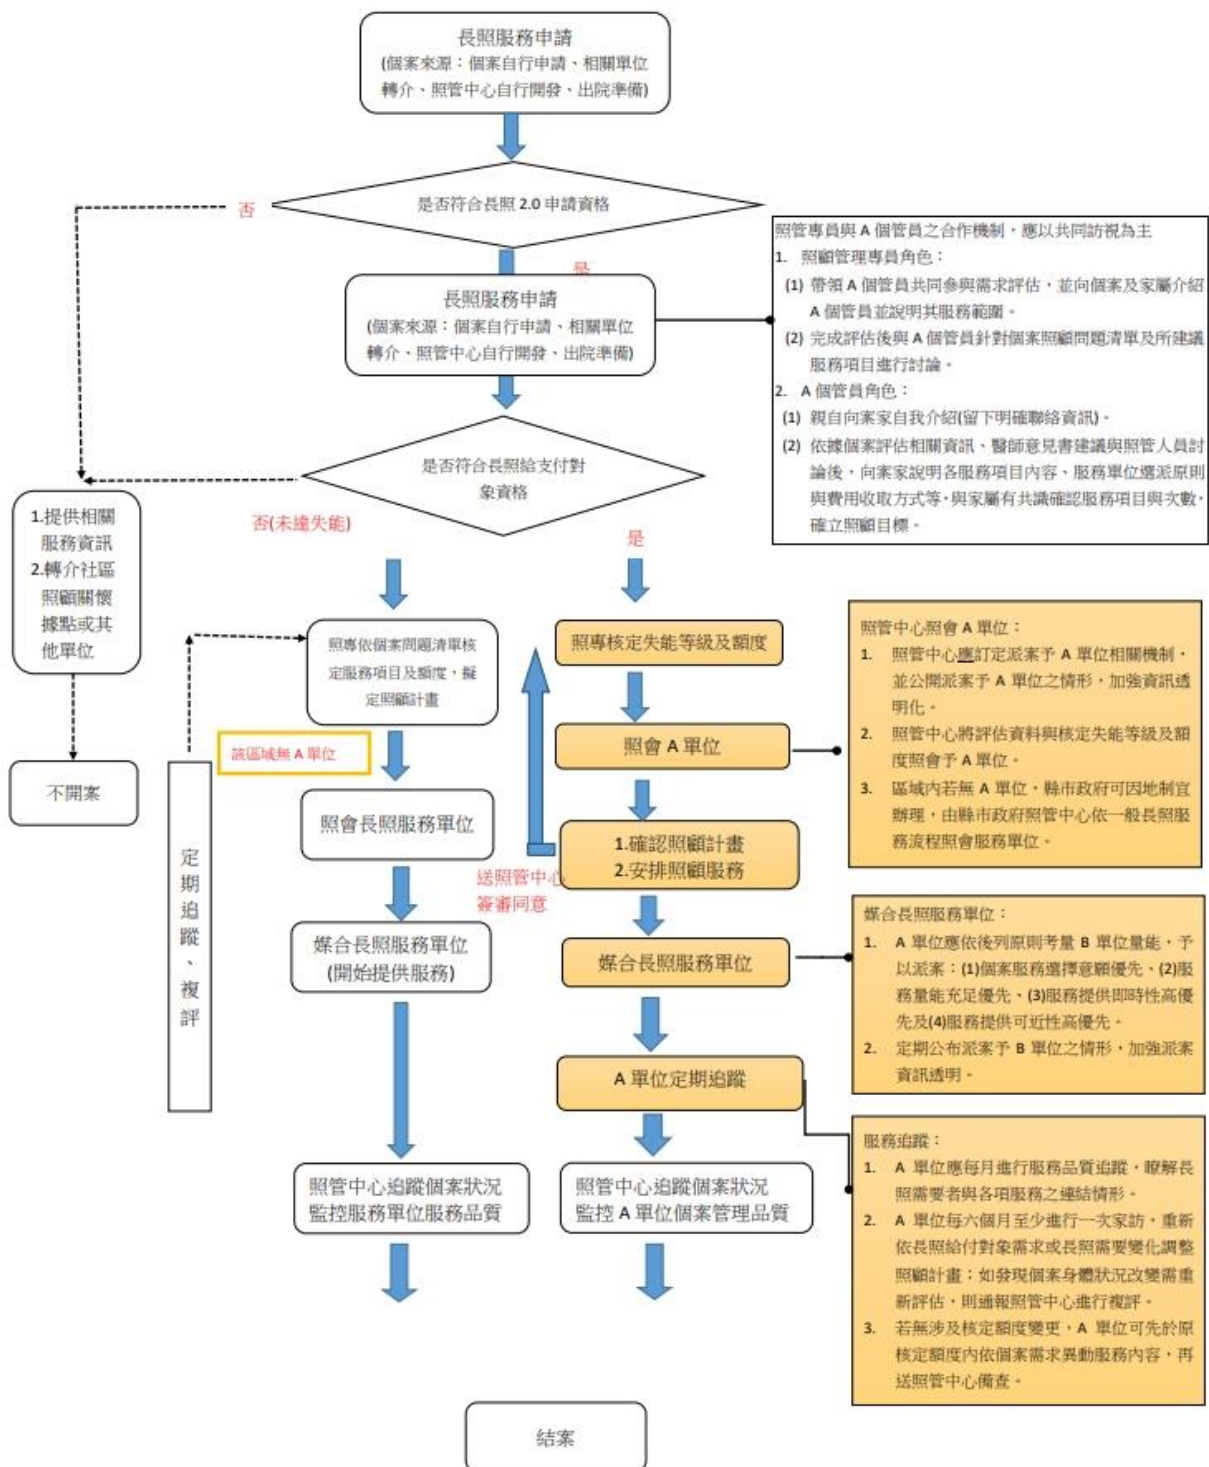 長照服務申請
(個案來源：個案自行申請、相關單位
轉介、照管中心自行開發、出院準備)
是否符合長照 2.0 申請資格
否
是
長照服務申請
(個案來源：個案自行申請、相關單位
轉介、照管中心自行開發、出院準備)
照管專員與 A 個管員之合作機制，應以共同訪視為主
1. 照顧管理專員角色：
(1) 帶領 A 個管員共同參與需求評估，並向個案及家屬介紹
A 個管員並說明其服務範圍。
(2) 完成評估後與 A 個管員針對個案照顧問題清單及所建議
服務項目進行討論。
2. A 個管員角色：
(1) 親自向案家自我介紹(留下明確聯絡資訊)。
(2) 依據個案評估相關資訊、醫師意見書建議與照管人員討
論後，向案家說明各服務項目內容、服務單位選派原則
與費用收取方式等，與家屬有共識確認服務項目與次數，
確立照顧目標。
是否符合長照給支付對
象資格
否(未達失能)
是
1.提供相關
服務資訊
2.轉介社區
照顧關懷
據點或其
他單位
不開案
定期追蹤、複評
照專依個案問題清單核
定服務項目及額度，擬
定照顧計畫
該區域無 A 單位
照會長照服務單位
媒合長照服務單位
(開始提供服務)
照管中心追蹤個案狀況
監控服務單位服務品質
照專核定失能等級及額度
照會 A 單位
1.確認照顧計畫
2.安排照顧服務
送照管中心
簽審同意
媒合長照服務單位
A 單位定期追蹤
照管中心追蹤個案狀況
監控 A 單位個案管理品質
照管中心照會 A 單位：
1. 照管中心應訂定派案予 A 單位相關機制，
並公開派案予 A 單位之情形，加強資訊透
明化。
2. 照管中心將評估資料與核定失能等級及額
度照會予 A 單位。
3. 區域內若無 A 單位，縣市政府可因地制宜
辦理，由縣市政府照管中心依一般長照服
務流程照會服務單位。
媒合長照服務單位：
1. A 單位應依後列原則考量 B 單位量能，予
以派案：(1)個案服務選擇意願優先、(2)服
務量能充足優先、(3)服務提供即時性高優
先及(4)服務提供可近性高優先。
2. 定期公布派案予 B 單位之情形，加強派案
資訊透明。
服務追蹤：
1. A 單位應每月進行服務品質追蹤，瞭解長
照需要者與各項服務之連結情形。
2. A 單位每六個月至少進行一次家訪，重新
依長照給付對象需求或長照需要變化調整
照顧計畫；如發現個案身體狀況改變需重
新評估，則通報照管中心進行複評。
3. 若無涉及核定額度變更，A 單位可先於原
核定額度內依個案需求異動服務內容，再
送照管中心備查。
結案